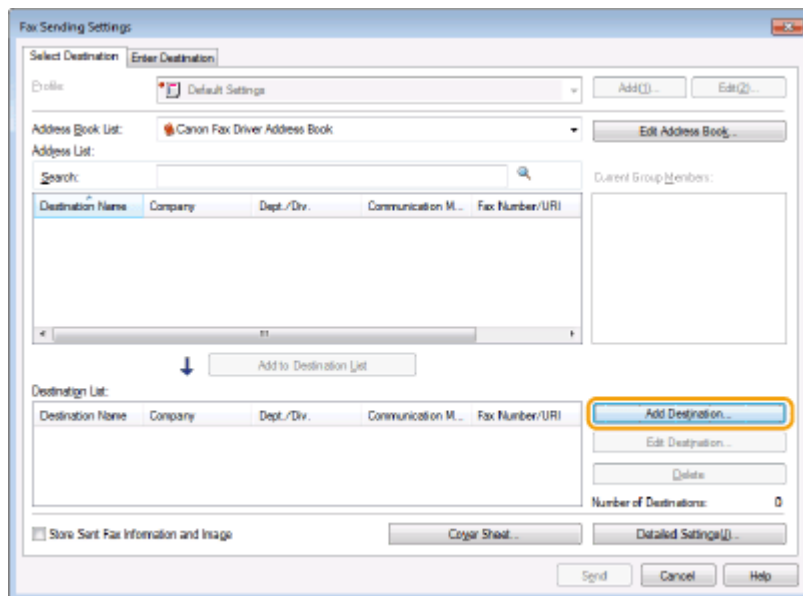 Fax Sending Settings
Select Destination Enter Destination
Profile: Default Settings Add(1)... Edit(2)...
Address Book List: Canon Fax Driver Address Book Edit Address Book...
Address List:
Search: Current Group Members:
Destination Name Company Dept./Div. Communication M... Fax Number/URI
Add to Destination List
Destination List:
Destination Name Company Dept./Div. Communication M... Fax Number/URI
Add Destination...
Edit Destination...
Delete
Number of Destinations: 0
Store Sent Fax Information and Image Cover Sheet... Detailed Settings(J)...
Send Cancel Help